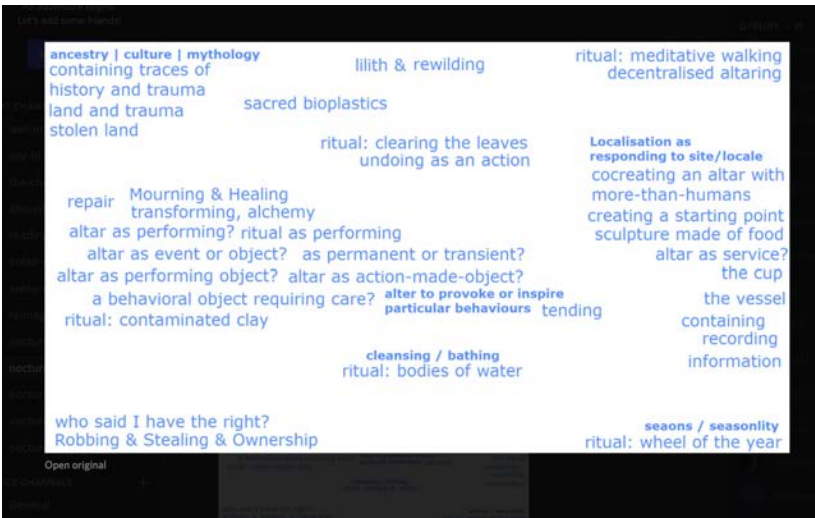 Let's add some friends!
ancestry | culture | mythology
containing traces of
history and trauma
land and trauma
stolen land
lilith & rewilding
sacred bioplastics
ritual: meditative walking
decentralised altaring
ritual: clearing the leaves
undoing as an action
Localisation as
responding to site/locale
cocreating an altar with
more-than-humans
creating a starting point
sculpture made of food
altar as service?
the cup
the vessel
containing
recording
information
repair
Mourning & Healing
transforming, alchemy
altar as performing? ritual as performing
altar as event or object? as permanent or transient?
altar as performing object? altar as action-made-object?
a behavioral object requiring care?
alter to provoke or inspire
particular behaviours
tending
ritual: contaminated clay
cleansing / bathing
ritual: bodies of water
who said I have the right?
Robbing & Stealing & Ownership
seaons / seasonlity
ritual: wheel of the year
Open original
General